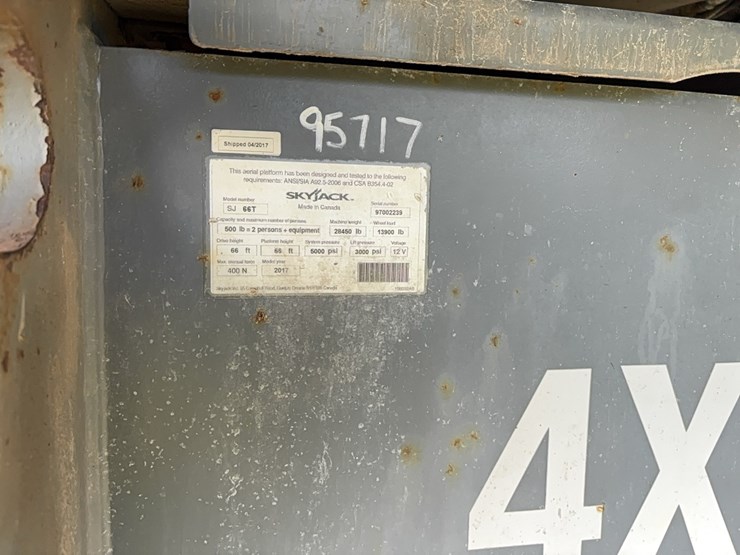 95717
Shipped 04/2017
This aerial platform has been designed and tested to the following
requirements: ANSI/SIA A92.5-2006 and CSA B354.4-02
SKYJACK
Made in Canada
Model number
Serial number
SJ 66T
97002239
Capacity and maximum number of persons
Machine weight
Wheel load
500 lb = 2 persons + equipment
28450 lb
13900 lb
Drive height
Platform height
System pressure
Lift pressure
Voltage
66 ft
66 ft
5000 psi
3000 psi
12 V
Max. manual force
Model year
400 N
2017
4X